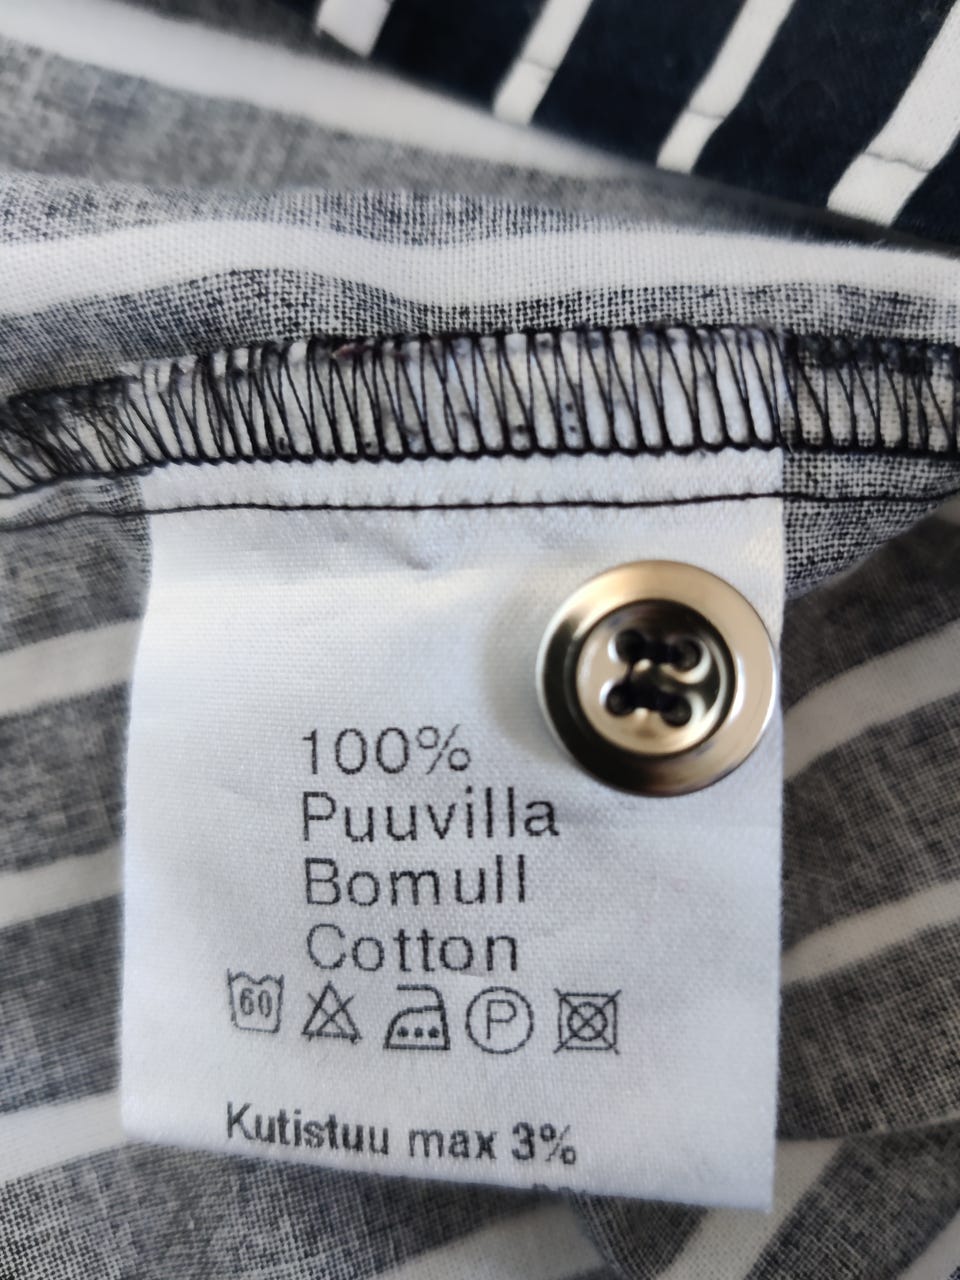 100%
Puuvilla
Bomull
Cotton
60 P
Kutistuu max 3%